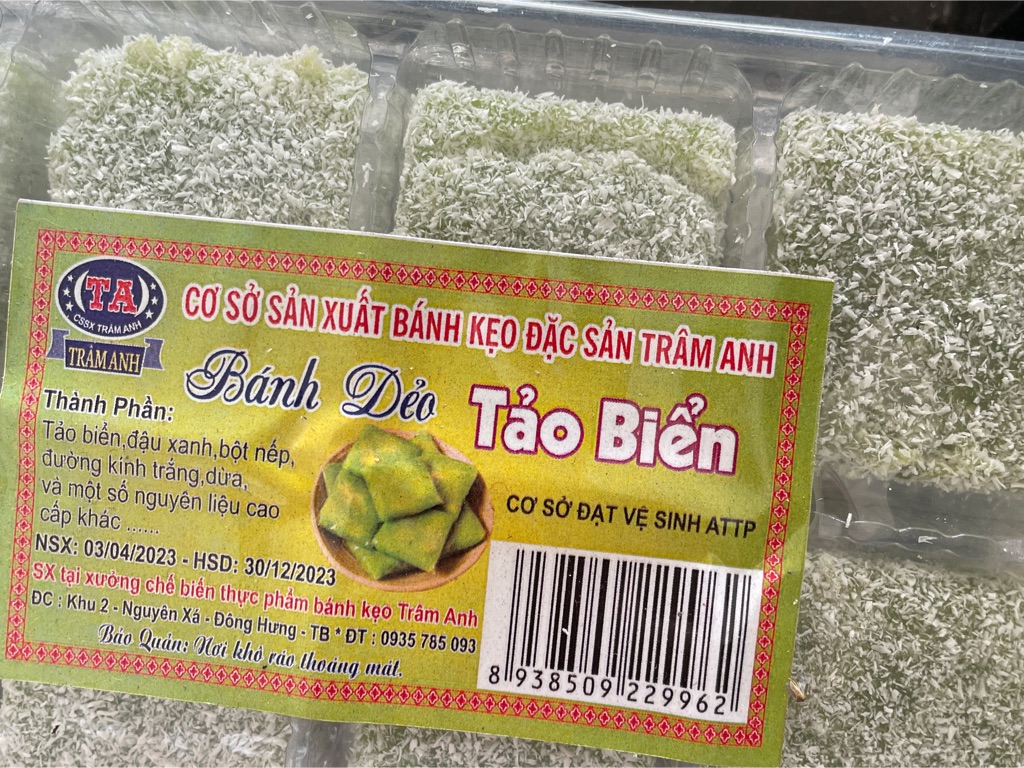 TA
CSSX TRÂM ANH
TRÂM ANH
CƠ SỞ SẢN XUẤT BÁNH KẸO ĐẶC SẢN TRÂM ANH
Bánh Dẻo
Tảo Biển
Thành Phần:
Tảo biển,đậu xanh,bột nếp,
đường kính trắng,dừa,
và một số nguyên liệu cao
cấp khác ......
CƠ SỞ ĐẠT VỆ SINH ATTP
NSX: 03/04/2023 - HSD: 30/12/2023
SX tại xưởng chế biến thực phẩm bánh kẹo Trâm Anh
ĐC : Khu 2 - Nguyên Xá - Đông Hưng - TB * ĐT : 0935 785 093
Bảo Quản: Nơi khô ráo thoáng mát.
8 938509 229962